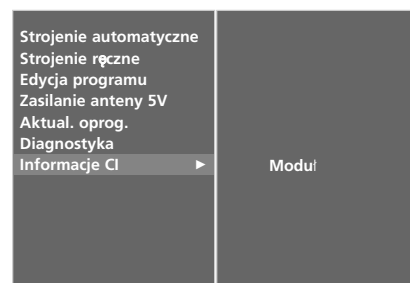 Strojenie automatyczne
Strojenie ręczne
Edycja programu
Zasilanie anteny 5V
Aktual. oprog.
Diagnostyka
Informacje CI ►
Moduł